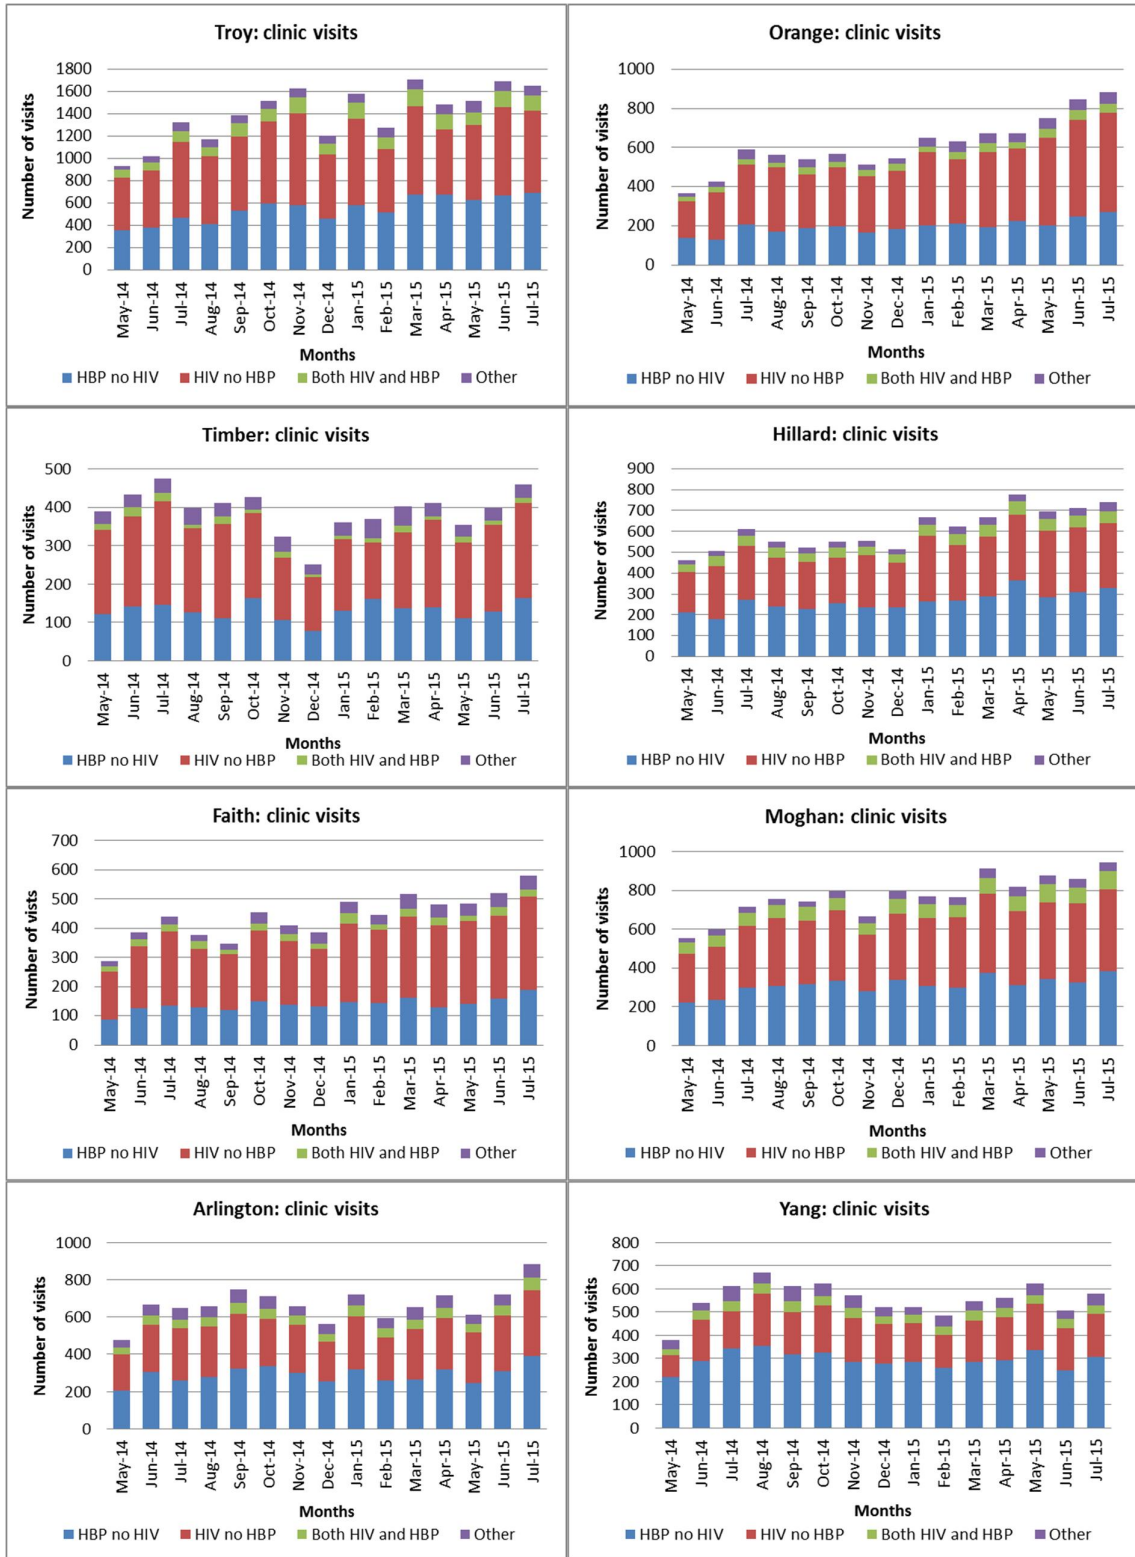 Troy: clinic visits
Number of visits
1800
1600
1400
1200
1000
800
600
400
200
0
May-14
Jun-14
Jul-14
Aug-14
Sep-14
Oct-14
Nov-14
Dec-14
Jan-15
Feb-15
Mar-15
Apr-15
May-15
Jun-15
Jul-15
Months
HBP no HIV HIV no HBP Both HIV and HBP Other
Orange: clinic visits
Number of visits
1000
800
600
400
200
0
May-14
Jun-14
Jul-14
Aug-14
Sep-14
Oct-14
Nov-14
Dec-14
Jan-15
Feb-15
Mar-15
Apr-15
May-15
Jun-15
Jul-15
Months
HBP no HIV HIV no HBP Both HIV and HBP Other
Timber: clinic visits
Number of visits
500
400
300
200
100
0
May-14
Jun-14
Jul-14
Aug-14
Sep-14
Oct-14
Nov-14
Dec-14
Jan-15
Feb-15
Mar-15
Apr-15
May-15
Jun-15
Jul-15
Months
HBP no HIV HIV no HBP Both HIV and HBP Other
Hillard: clinic visits
Number of visits
900
800
700
600
500
400
300
200
100
0
May-14
Jun-14
Jul-14
Aug-14
Sep-14
Oct-14
Nov-14
Dec-14
Jan-15
Feb-15
Mar-15
Apr-15
May-15
Jun-15
Jul-15
Months
HBP no HIV HIV no HBP Both HIV and HBP Other
Faith: clinic visits
Number of vists
700
600
500
400
300
200
100
0
May-14
Jun-14
Jul-14
Aug-14
Sep-14
Oct-14
Nov-14
Dec-14
Jan-15
Feb-15
Mar-15
Apr-15
May-15
Jun-15
Jul-15
Months
HBP no HIV HIV no HBP Both HIV and HBP Other
Moghan: clinic visits
Number of visits
1000
800
600
400
200
0
May-14
Jun-14
Jul-14
Aug-14
Sep-14
Oct-14
Nov-14
Dec-14
Jan-15
Feb-15
Mar-15
Apr-15
May-15
Jun-15
Jul-15
Months
HBP no HIV HIV no HBP Both HIV and HBP Other
Arlington: clinic visits
Number of visits
1000
800
600
400
200
0
May-14
Jun-14
Jul-14
Aug-14
Sep-14
Oct-14
Nov-14
Dec-14
Jan-15
Feb-15
Mar-15
Apr-15
May-15
Jun-15
Jul-15
Months
HBP no HIV HIV no HBP Both HIV and HBP Other
Yang: clinic visits
Number of visits
800
700
600
500
400
300
200
100
0
May-14
Jun-14
Jul-14
Aug-14
Sep-14
Oct-14
Nov-14
Dec-14
Jan-15
Feb-15
Mar-15
Apr-15
May-15
Jun-15
Jul-15
Months
HBP no HIV HIV no HBP Both HIV and HBP Other